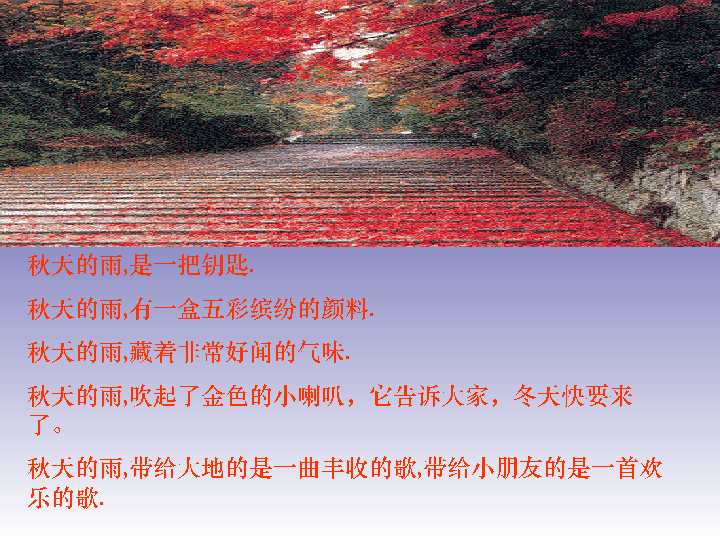 秋天的雨,是一把钥匙.
秋天的雨,有一盒五彩缤纷的颜料.
秋天的雨,藏着非常好闻的气味.
秋天的雨,吹起了金色的小喇叭，它告诉大家，冬天快要来
了。
秋天的雨,带给大地的是一曲丰收的歌,带给小朋友的是一首欢
乐的歌.